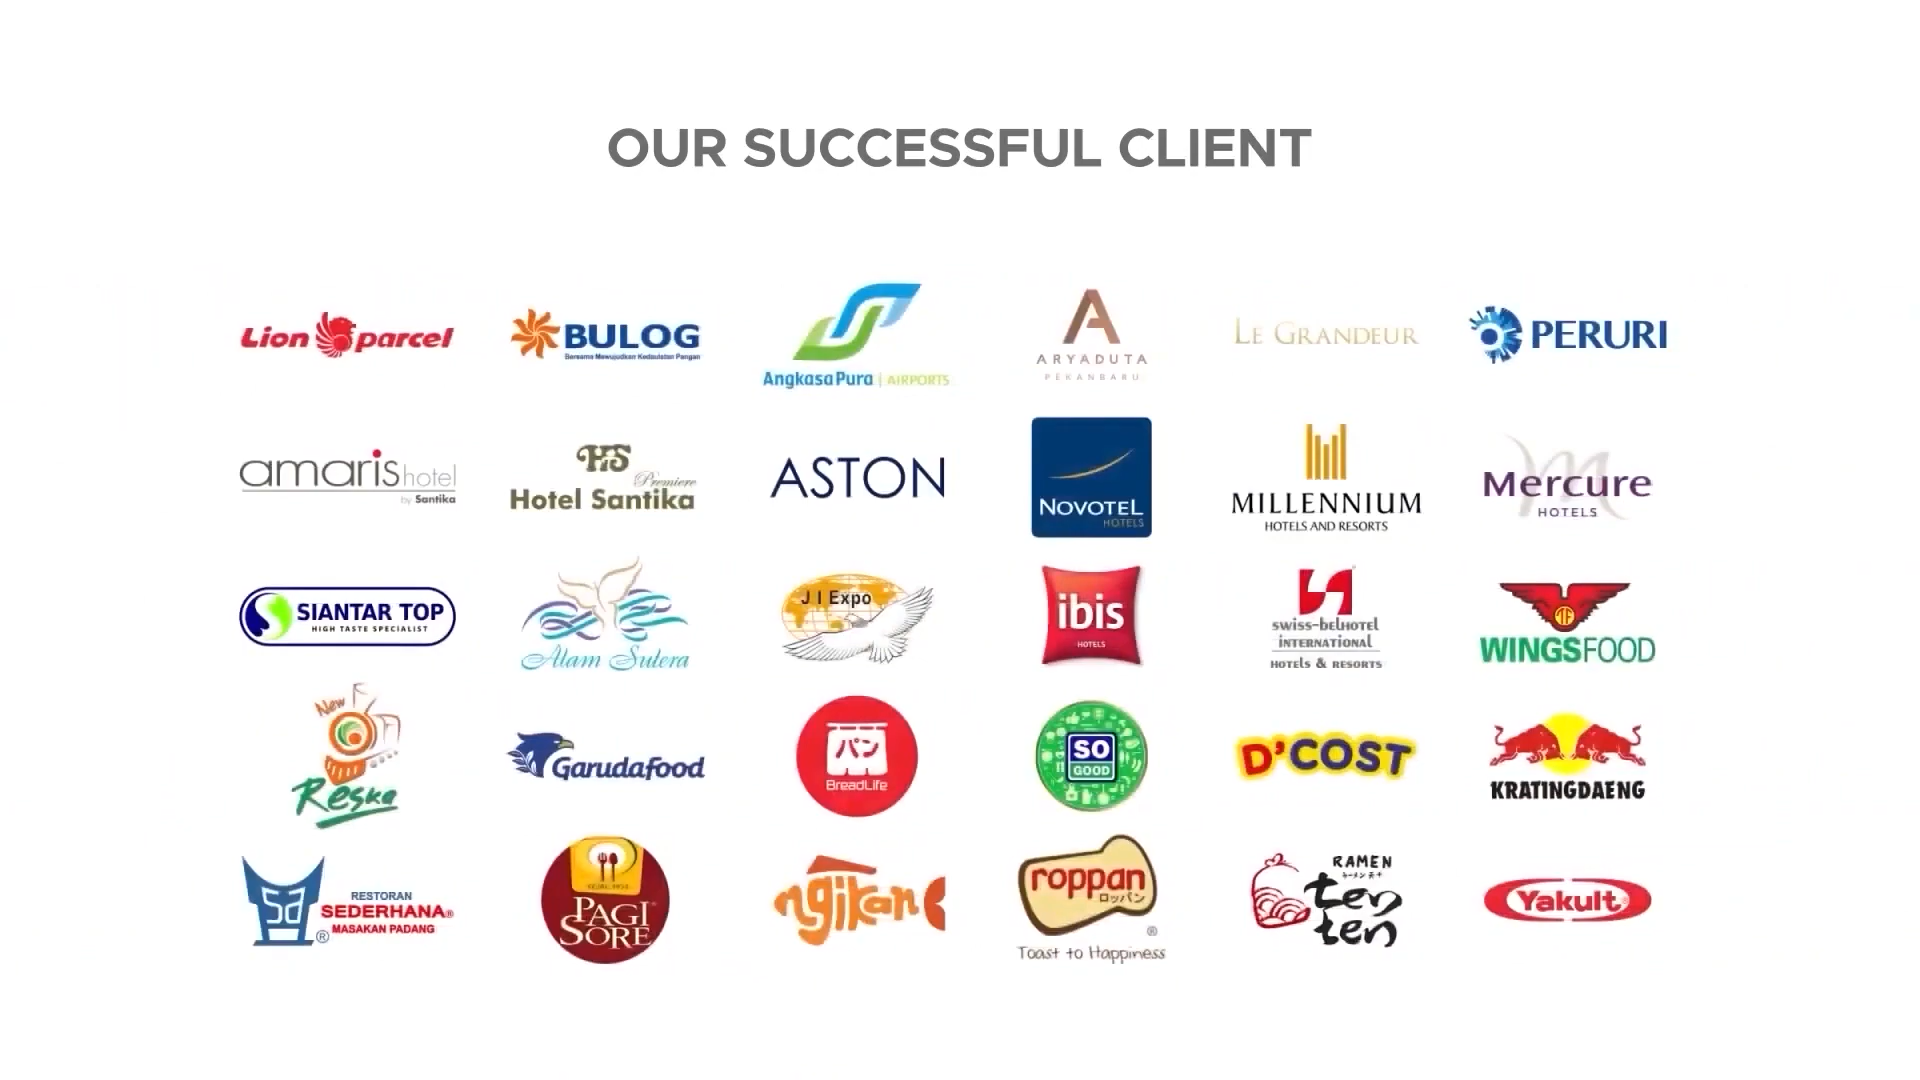 OUR SUCCESSFUL CLIENT
Lion parcel
BULOG
Bersama Mewujudkan Kedaulatan Pangan
AngkasaPura | AIRPORTS
ARYADUTA
PEKANBARU
LE GRANDEUR
PERURI
amaris hotel
by Santika
HS
Premiere
Hotel Santika
ASTON
NOVOTEL
HOTELS
MILLENNIUM
HOTELS AND RESORTS
Mercure
HOTELS
SIANTAR TOP
HIGH TASTE SPECIALIST
Alam Sutera
J I Expo
ibis
HOTELS
swiss-belhotel
INTERNATIONAL
HOTELS & RESORTS
WINGSFOOD
New
Reska
Garudafood
パン
BreadLife
SO
GOOD
D'COST
KRATINGDAENG
RESTORAN
SEDERHANA®
MASAKAN PADANG
®
PAGI
SORE
ngikan
roppan
ロッパン
®
Toast to Happiness
RAMEN
ten
ten
Yakult